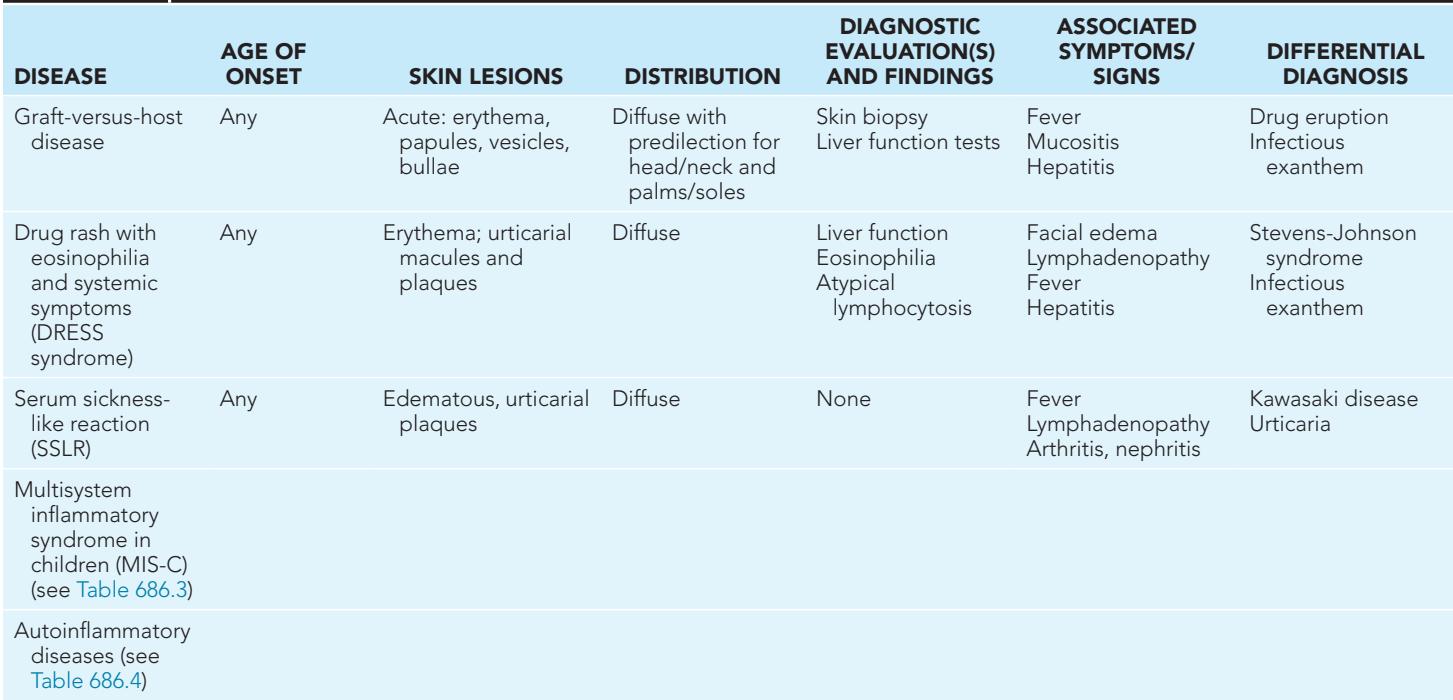 DISEASE
AGE OF
ONSET
SKIN LESIONS
DISTRIBUTION
DIAGNOSTIC
EVALUATION(S)
AND FINDINGS
ASSOCIATED
SYMPTOMS/
SIGNS
DIFFERENTIAL
DIAGNOSIS
Graft-versus-host
disease
Any
Acute: erythema,
papules, vesicles,
bullae
Diffuse with
predilection for
head/neck and
palms/soles
Skin biopsy
Liver function tests
Fever
Mucositis
Hepatitis
Drug eruption
Infectious
exanthem
Drug rash with
eosinophilia
and systemic
symptoms
(DRESS
syndrome)
Any
Erythema; urticarial
macules and
plaques
Diffuse
Liver function
Eosinophilia
Atypical
lymphocytosis
Facial edema
Lymphadenopathy
Fever
Hepatitis
Stevens-Johnson
syndrome
Infectious
exanthem
Serum sickness-
like reaction
(SSLR)
Any
Edematous, urticarial
plaques
Diffuse
None
Fever
Lymphadenopathy
Arthritis, nephritis
Kawasaki disease
Urticaria
Multisystem
inflammatory
syndrome in
children (MIS-C)
(see Table 686.3)
Autoinflammatory
diseases (see
Table 686.4)